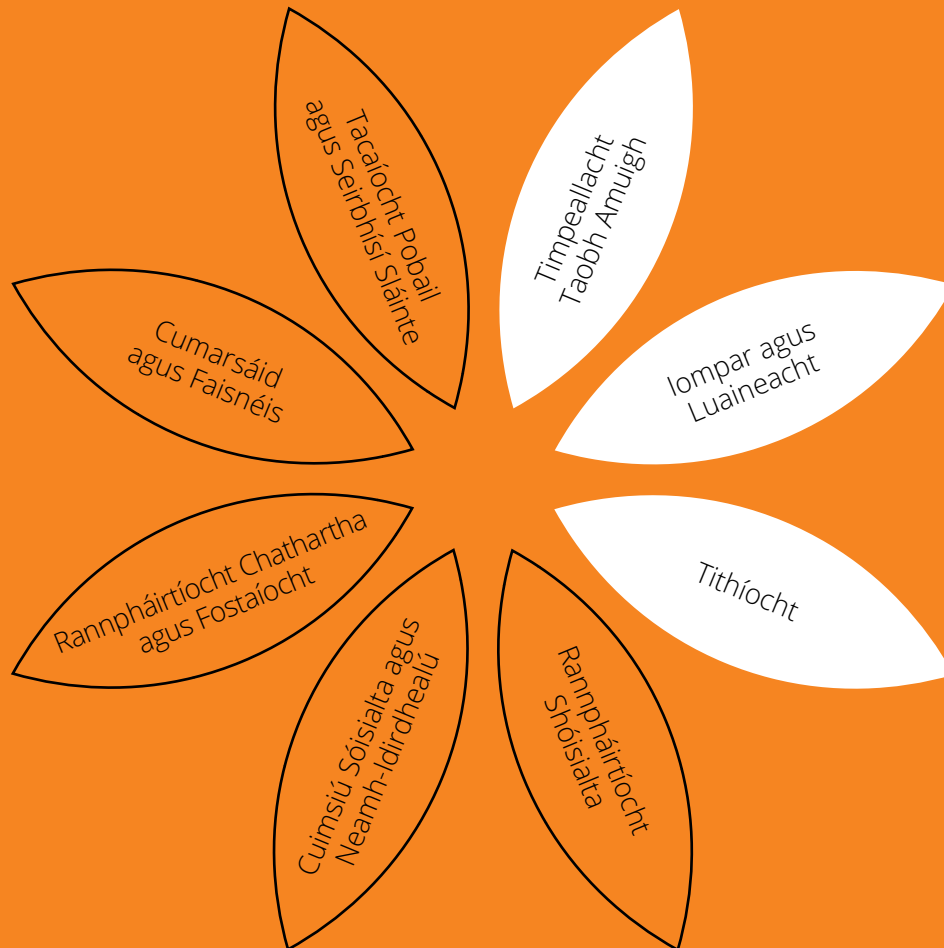 Tacaíocht Pobail
agus Seirbhísí Sláinte
Timpeallacht
Taobh Amuigh
Iompar agus
Luaineacht
Tithíocht
Rannpháirtíocht
Shóisialta
Cuimsiú Sóisialta agus
Neamh-Idirdhealú
Rannpháirtíocht Chathartha
agus Fostaíocht
Cumarsáid
agus Faisnéis